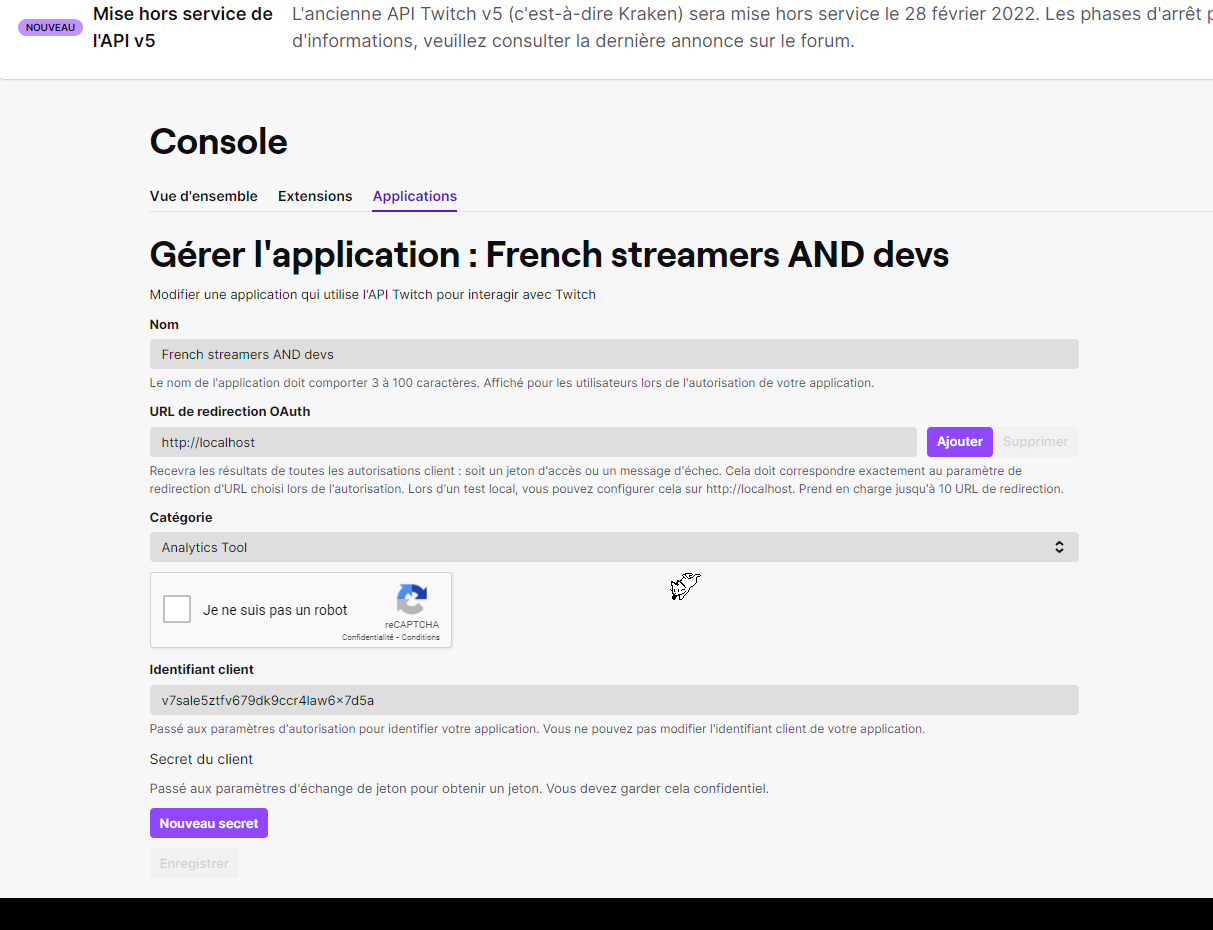 NOUVEAU
Mise hors service de
l'API v5
L'ancienne API Twitch v5 (c'est-à-dire Kraken) sera mise hors service le 28 février 2022. Les phases d'arrêt p
d'informations, veuillez consulter la dernière annonce sur le forum.
Console
Vue d'ensemble Extensions Applications
Gérer l'application : French streamers AND devs
Modifier une application qui utilise l'API Twitch pour interagir avec Twitch
Nom
French streamers AND devs
Le nom de l'application doit comporter 3 à 100 caractères. Affiché pour les utilisateurs lors de l'autorisation de votre application.
URL de redirection OAuth
http://localhost
Ajouter Supprimer
Recevra les résultats de toutes les autorisations client : soit un jeton d'accès ou un message d'échec. Cela doit correspondre exactement au paramètre de
redirection d'URL choisi lors de l'autorisation. Lors d'un test local, vous pouvez configurer cela sur http://localhost. Prend en charge jusqu'à 10 URL de redirection.
Catégorie
Analytics Tool
Je ne suis pas un robot
reCAPTCHA
Confidentialité - Conditions
Identifiant client
v7sale5ztfv679dk9ccr4law6×7d5a
Passé aux paramètres d'autorisation pour identifier votre application. Vous ne pouvez pas modifier l'identifiant client de votre application.
Secret du client
Passé aux paramètres d'échange de jeton pour obtenir un jeton. Vous devez garder cela confidentiel.
Nouveau secret
Enregistrer